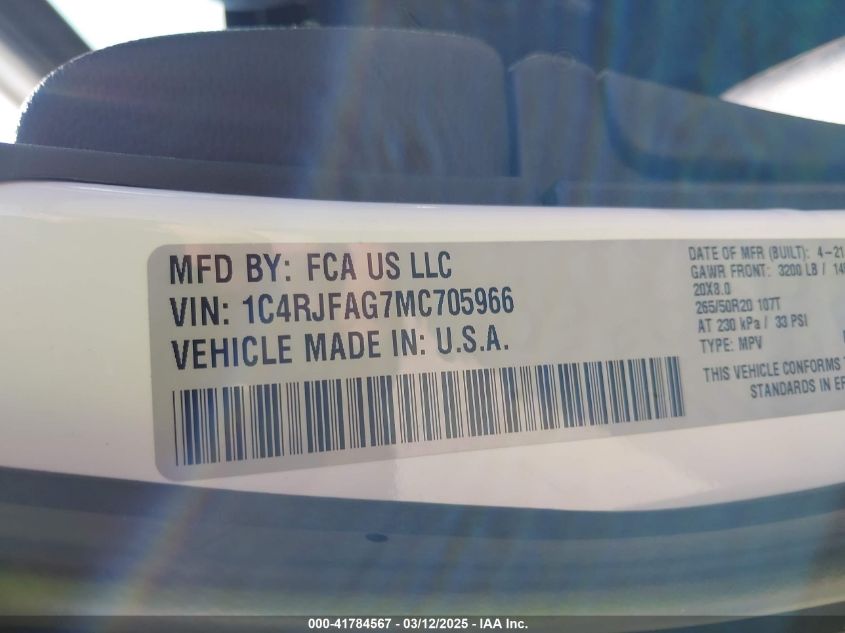 MFD BY: FCA US LLC
VIN: 1C4RJFAG7MC705966
VEHICLE MADE IN: U.S.A.
DATE OF MFR (BUILT): 4-21
GAWR FRONT: 3200 LB /
20X8.0
265/50R20 107T
AT 230 kPa / 33 PSI
TYPE: MPV
THIS VEHICLE CONFORMS
STANDARDS IN
000-41784567 - 03/12/2025 - IAA Inc.